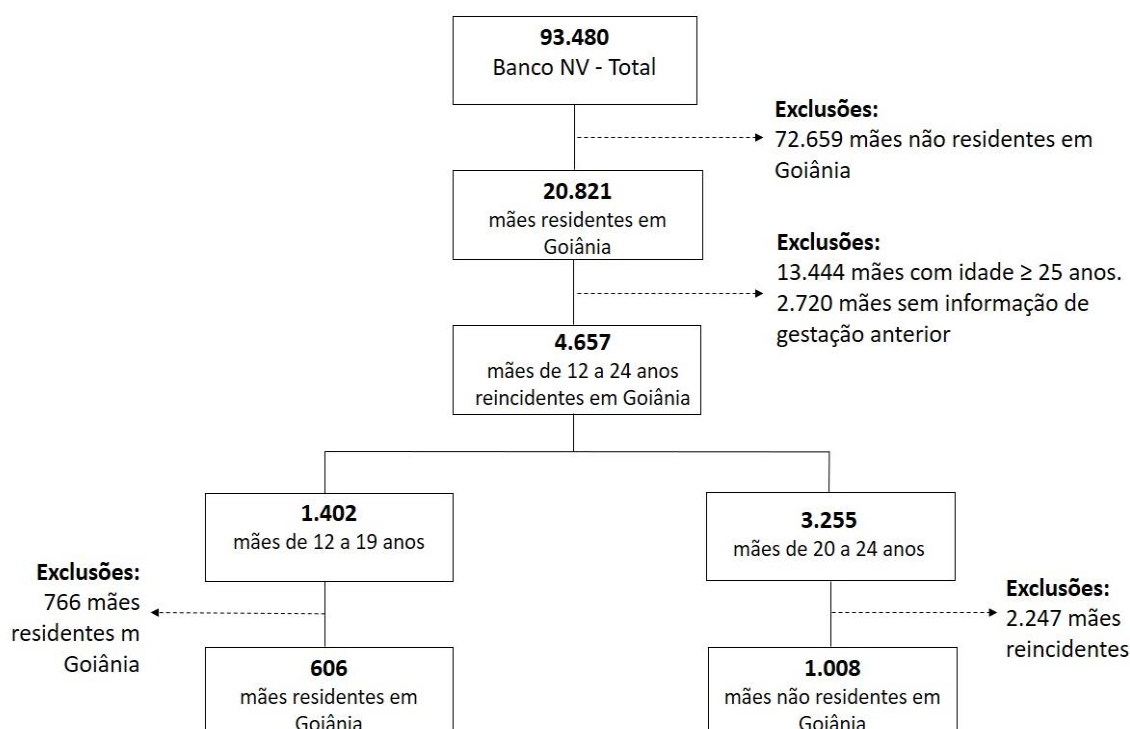 93.480
Banco NV - Total
Exclusões:
72.659 mães não residentes em
Goiânia
20.821
mães residentes em
Goiânia
Exclusões:
13.444 mães com idade ≥ 25 anos.
2.720 mães sem informação de
gestação anterior
4.657
mães de 12 a 24 anos
reincidentes em Goiânia
1.402
mães de 12 a 19 anos
3.255
mães de 20 a 24 anos
Exclusões:
766 mães
residentes m
Goiânia
Exclusões:
2.247 mães
reincidentes
606
mães residentes em
Goiânia
1.008
mães não residentes em
Goiânia